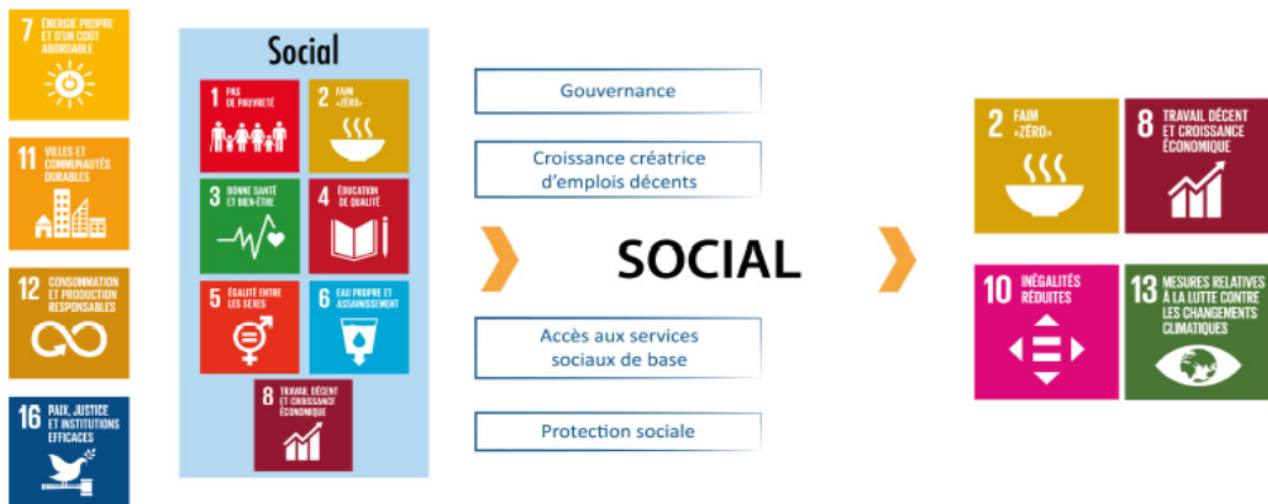 7 ÉNERGIE PROPRE
ET D'UN COÛT
ABORDABLE
11 VILLES ET
COMMUNAUTÉS
DURABLES
12 CONSOMMATION
ET PRODUCTION
RESPONSABLES
16 PAIX, JUSTICE
ET INSTITUTIONS
EFFICACES
Social
1 PAS
DE PAUVRETÉ
2 FAIM
«ZÉRO»
3 BONNE SANTÉ
ET BIEN-ÊTRE
4 ÉDUCATION
DE QUALITÉ
5 ÉGALITÉ ENTRE
LES SEXES
6 EAU PROPRE ET
ASSAINISSEMENT
8 TRAVAIL DÉCENT
ET CROISSANCE
ÉCONOMIQUE
Gouvernance
Croissance créatrice
d'emplois décents
SOCIAL
Accès aux services
sociaux de base
Protection sociale
2 FAIM
«ZÉRO»
8 TRAVAIL DÉCENT
ET CROISSANCE
ÉCONOMIQUE
10 INÉGALITÉS
RÉDUITES
13 MESURES RELATIVES
À LA LUTTE CONTRE
LES CHANGEMENTS
CLIMATIQUES